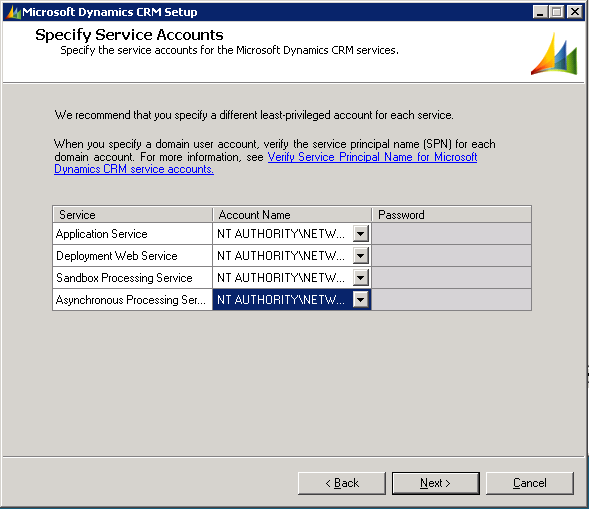 Microsoft Dynamics CRM Setup
Specify Service Accounts
Specify the service accounts for the Microsoft Dynamics CRM services.
We recommend that you specify a different least-privileged account for each service.
When you specify a domain user account, verify the service principal name (SPN) for each
domain account. For more information, see Verify Service Principal Name for Microsoft
Dynamics CRM service accounts.
Service Account Name Password
Application Service NT AUTHORITY\NETW...
Deployment Web Service NT AUTHORITY\NETW...
Sandbox Processing Service NT AUTHORITY\NETW...
Asynchronous Processing Ser... NT AUTHORITY\NETW...
< Back Next > Cancel